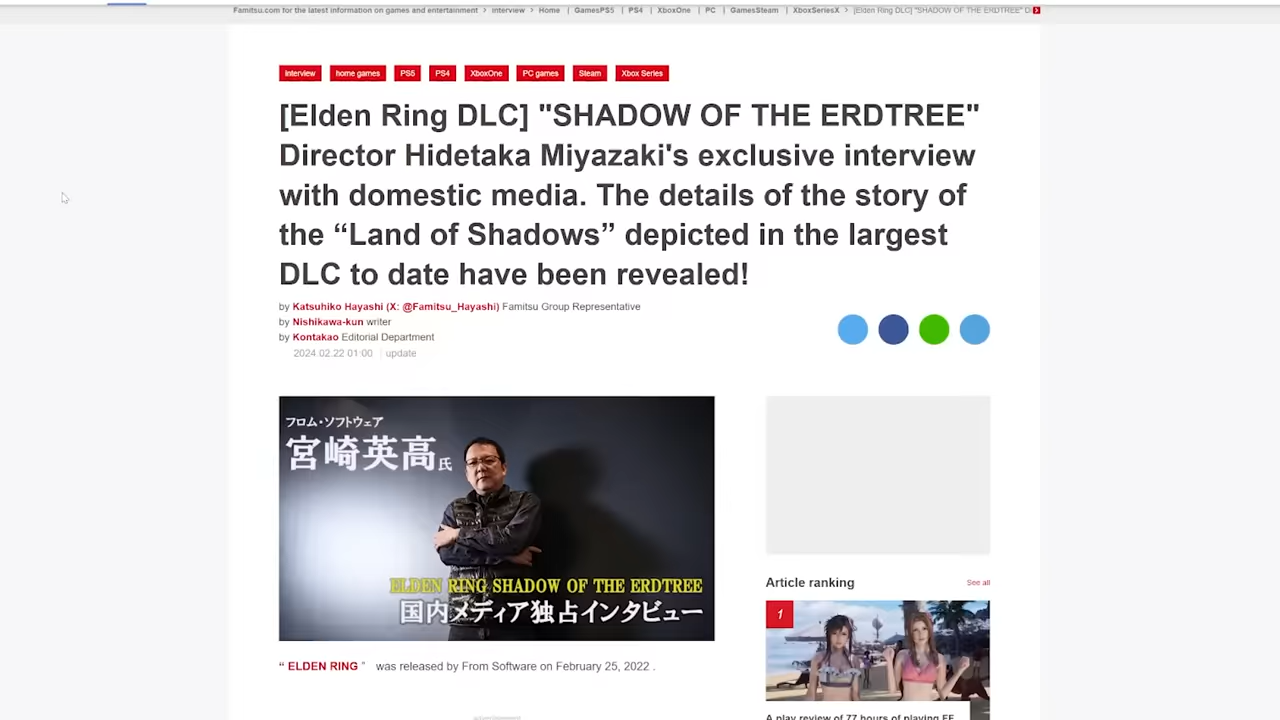 Famitsu.com for the latest information on games and entertainment > interview > Home | GamesPS5 | PS4 | XboxOne | PC | GamesSteam | XboxSeriesX > [Elden Ring DLC] "SHADOW OF THE ERDTREE" Di
interview home games PS5 PS4 XboxOne PC games Steam Xbox Series
[Elden Ring DLC] "SHADOW OF THE ERDTREE"
Director Hidetaka Miyazaki's exclusive interview
with domestic media. The details of the story of
the “Land of Shadows” depicted in the largest
DLC to date have been revealed!
by Katsuhiko Hayashi (X: @Famitsu_Hayashi) Famitsu Group Representative
by Nishikawa-kun writer
by Kontakao Editorial Department
2024.02.22 01:00 | update
フロム・ソフトウェア
宮崎英高氏
ELDEN RING SHADOW OF THE ERDTREE
国内メディア独占インタビュー
“ ELDEN RING ” was released by From Software on February 25, 2022 .
advertisement
Article ranking
See all
1
A play review of 77 hours of playing FF